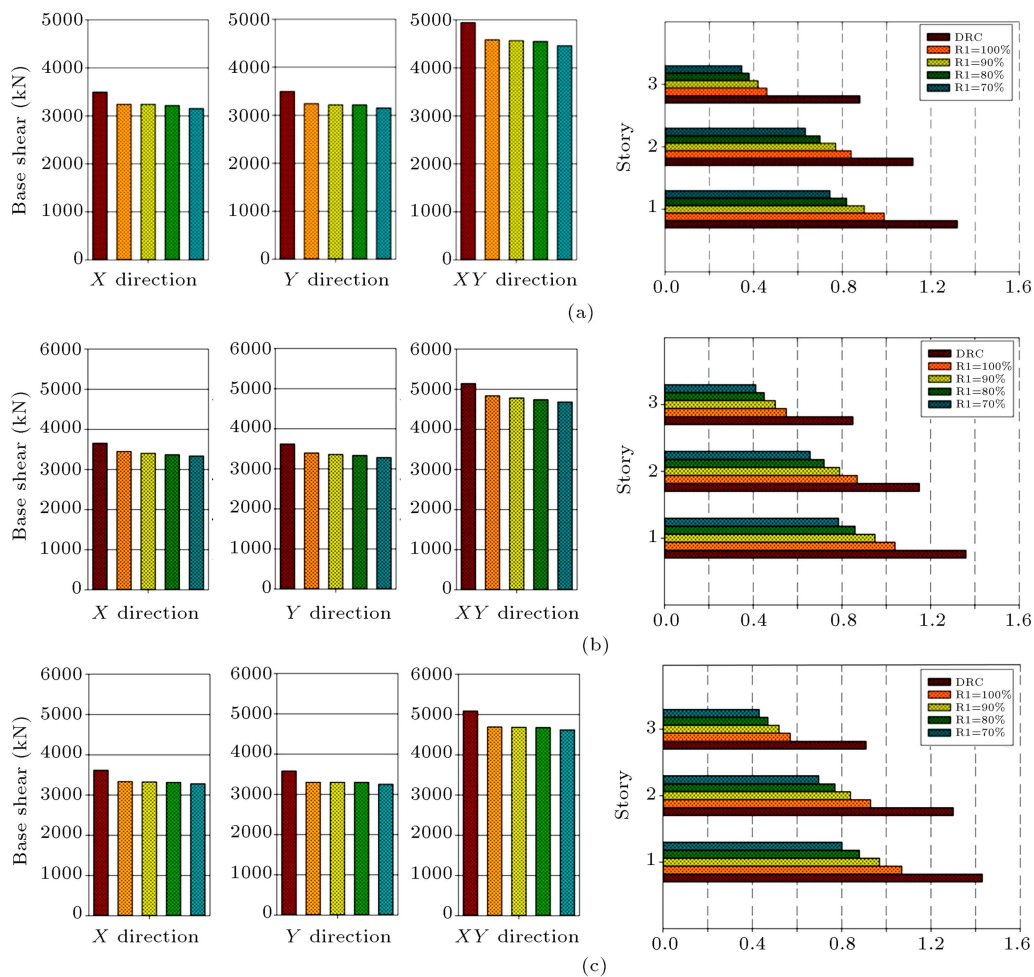 Base shear (kN)
5000
4000
3000
2000
1000
0
X direction
5000
4000
3000
2000
1000
0
Y direction
5000
4000
3000
2000
1000
0
XY direction
Story
3
2
1
DRC
R1=100%
R1=90%
R1=80%
R1=70%
0.0 0.4 0.8 1.2 1.6
(a)
Base shear (kN)
6000
5000
4000
3000
2000
1000
0
X direction
6000
5000
4000
3000
2000
1000
0
Y direction
6000
5000
4000
3000
2000
1000
0
XY direction
Story
3
2
1
DRC
R1=100%
R1=90%
R1=80%
R1=70%
0.0 0.4 0.8 1.2 1.6
(b)
Base shear (kN)
6000
5000
4000
3000
2000
1000
0
X direction
6000
5000
4000
3000
2000
1000
0
Y direction
6000
5000
4000
3000
2000
1000
0
XY direction
Story
3
2
1
DRC
R1=100%
R1=90%
R1=80%
R1=70%
0.0 0.4 0.8 1.2 1.6
(c)